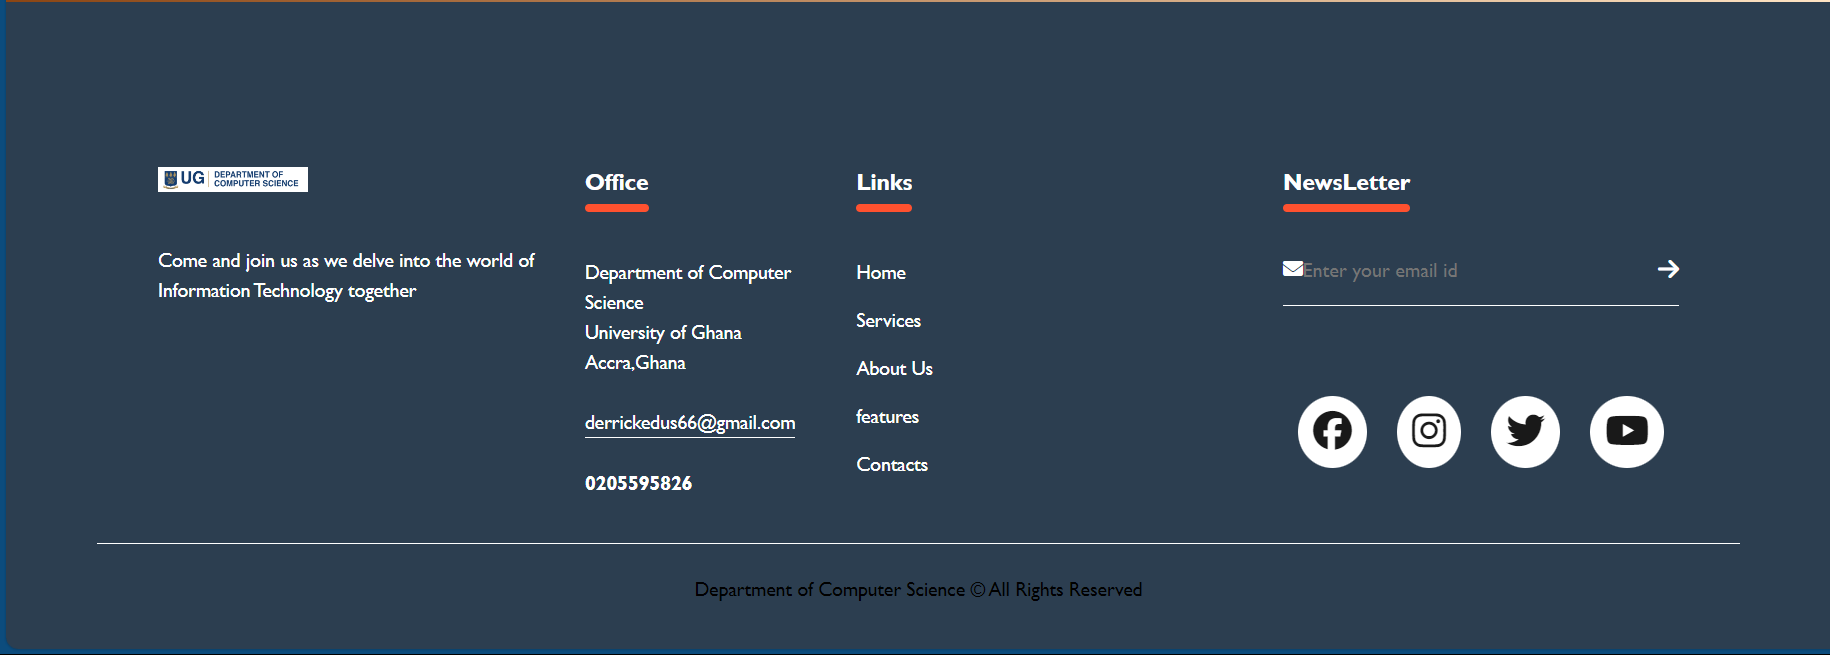 UG DEPARTMENT OF
COMPUTER SCIENCE
Come and join us as we delve into the world of
Information Technology together
Office
Department of Computer
Science
University of Ghana
Accra,Ghana
derrickedus66@gmail.com
0205595826
Links
Home
Services
About Us
features
Contacts
NewsLetter
Enter your email id
Department of Computer Science © All Rights Reserved